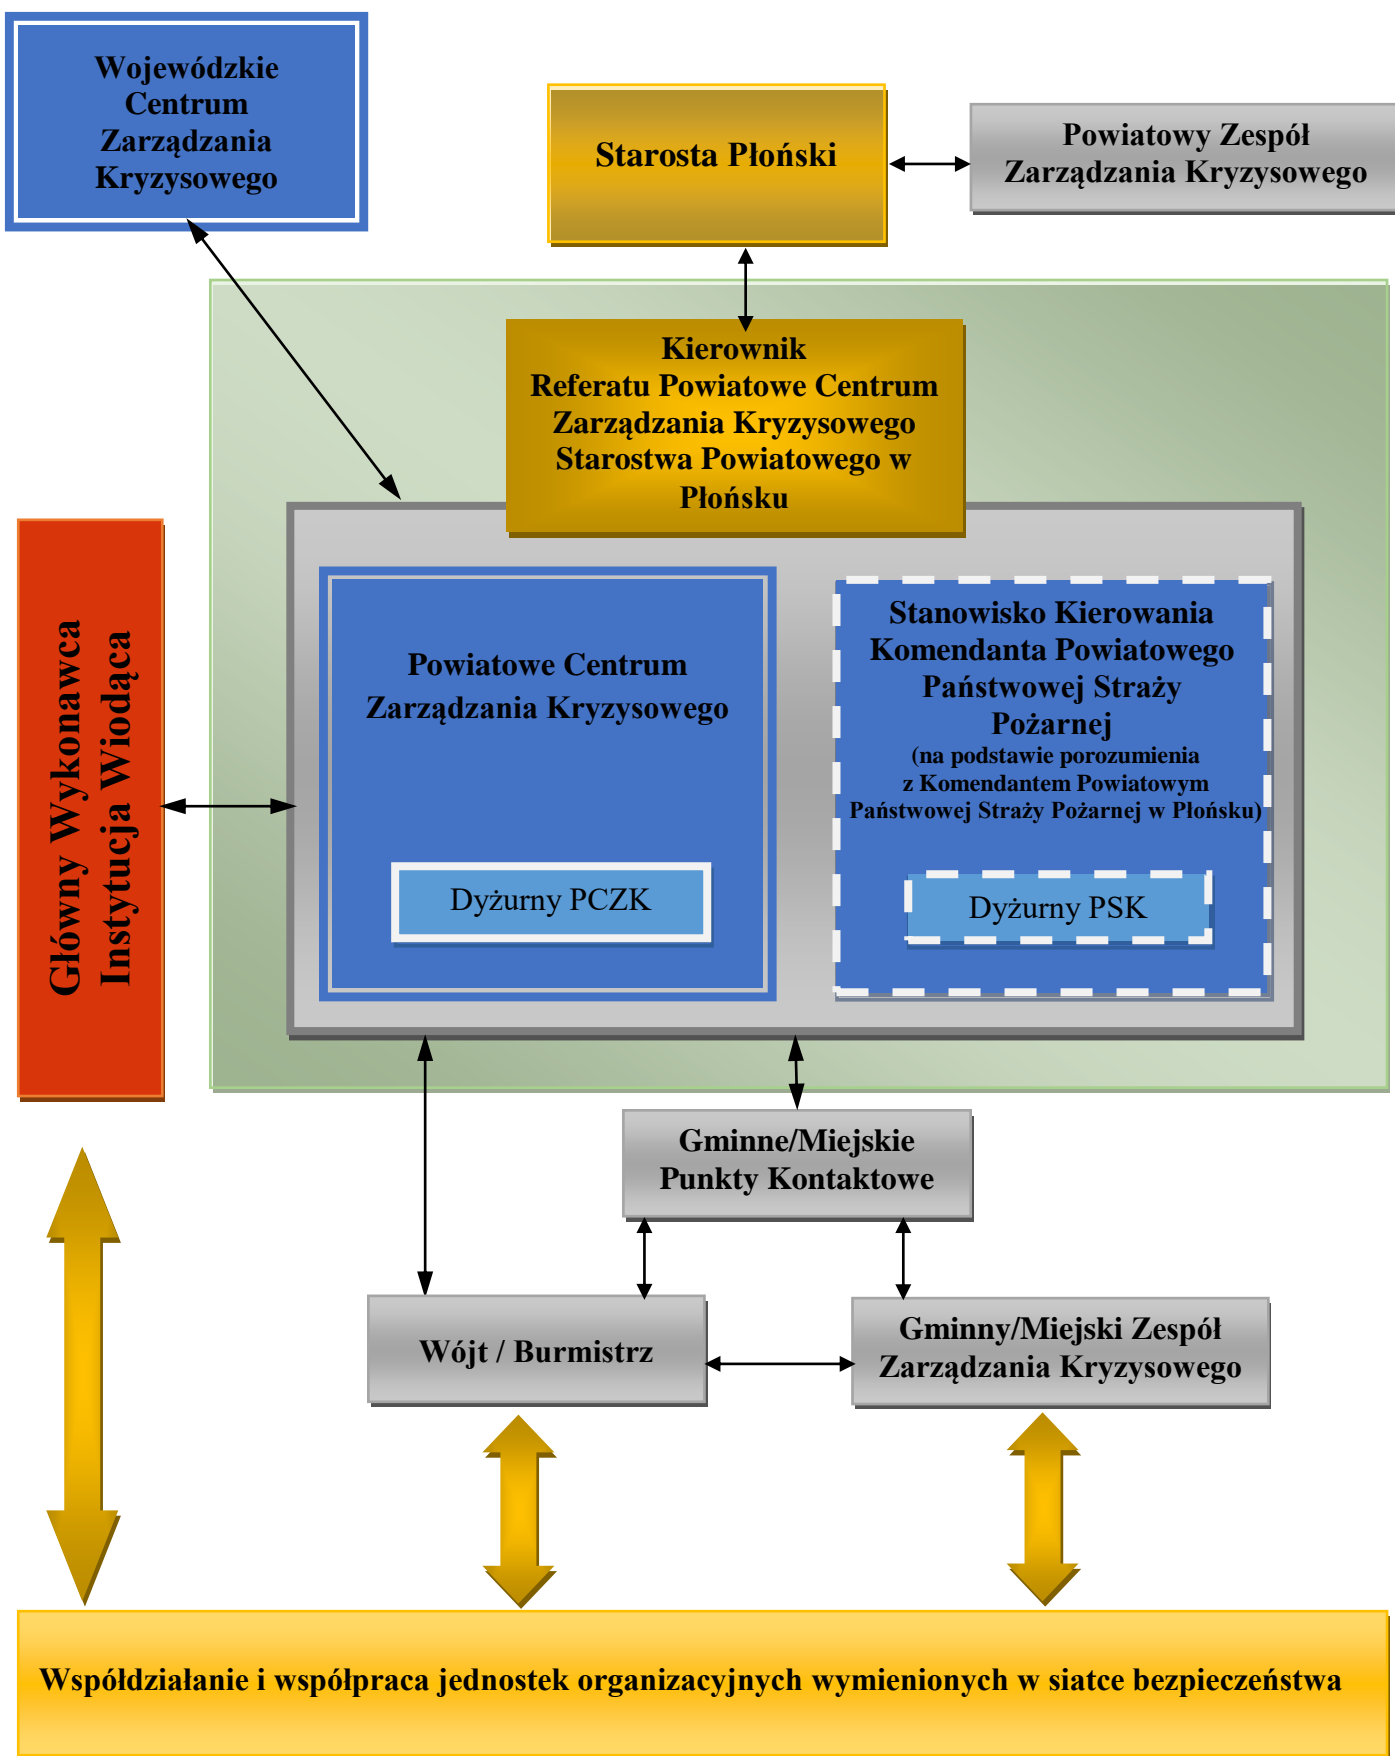 Wojewódzkie
Centrum
Zarządzania
Kryzysowego
Starosta Płoński
Powiatowy Zespół
Zarządzania Kryzysowego
Kierownik
Referatu Powiatowe Centrum
Zarządzania Kryzysowego
Starostwa Powiatowego w
Płońsku
Główny Wykonawca
Instytucja Wiodąca
Powiatowe Centrum
Zarządzania Kryzysowego
Dyżurny PCZK
Stanowisko Kierowania
Komendanta Powiatowego
Państwowej Straży
Pożarnej
(na podstawie porozumienia
z Komendantem Powiatowym
Państwowej Straży Pożarnej w Płońsku)
Dyżurny PSK
Gminne/Miejskie
Punkty Kontaktowe
Wójt / Burmistrz
Gminny/Miejski Zespół
Zarządzania Kryzysowego
Współdziałanie i współpraca jednostek organizacyjnych wymienionych w siatce bezpieczeństwa